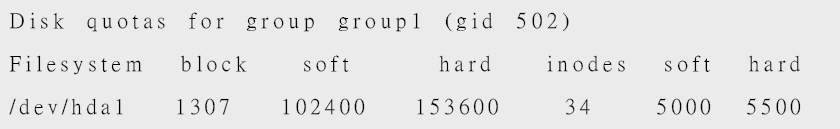 Disk quotas for group group1 (gid 502)
Filesystem block soft hard inodes soft hard
/dev/hda1 1307 102400 153600 34 5000 5500